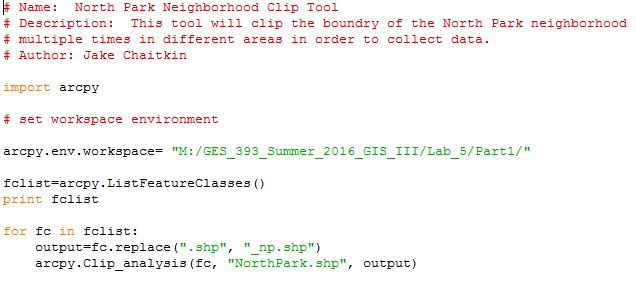 # Name:  North Park Neighborhood Clip Tool
# Description:  This tool will clip the boundry of the North Park neighborhood
# multiple times in different areas in order to collect data.
# Author: Jake Chaitkin
import arcpy
# set workspace environment
arcpy.env.workspace= "M:/GES_393_Summer_2016_GIS_III/Lab_5/Part1/"
fclist=arcpy.ListFeatureClasses()
print fclist
for fc in fclist:
    output=fc.replace(".shp", "_np.shp")
    arcpy.Clip_analysis(fc, "NorthPark.shp", output)